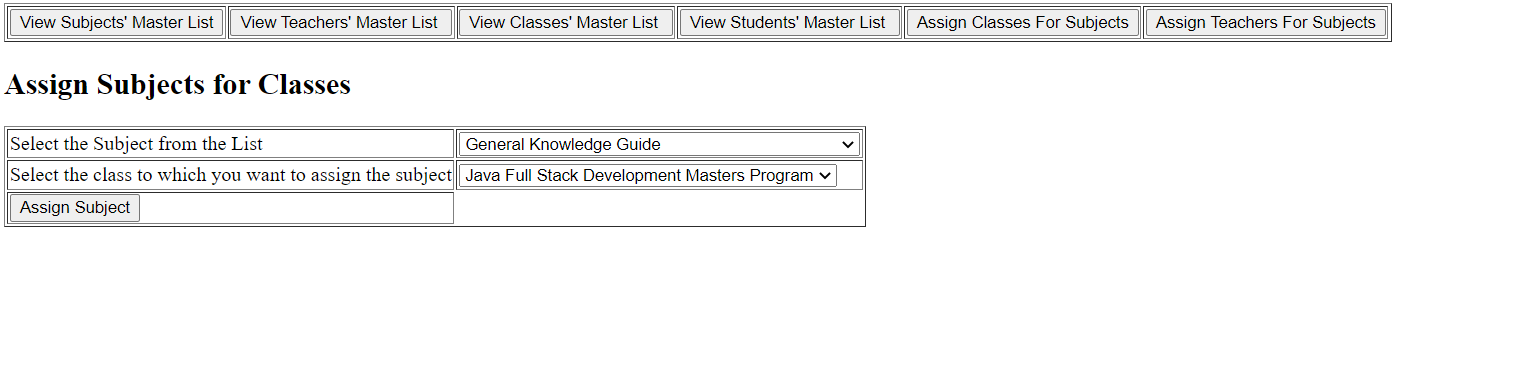 View Subjects' Master List View Teachers' Master List View Classes' Master List View Students' Master List Assign Classes For Subjects Assign Teachers For Subjects
Assign Subjects for Classes
Select the Subject from the List General Knowledge Guide
Select the class to which you want to assign the subject Java Full Stack Development Masters Program
Assign Subject